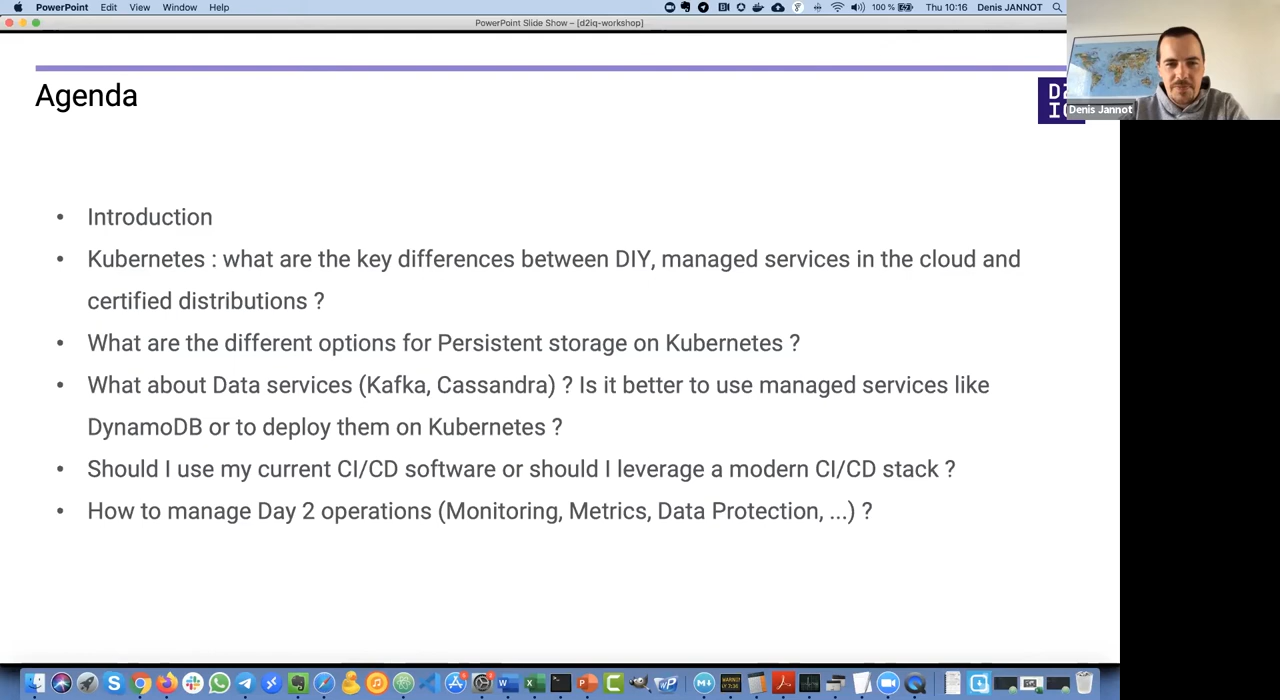 PowerPoint Edit View Window Help 100 % Thu 10:16 Denis JANNOT
PowerPoint Slide Show – [d2iq-workshop]
Agenda
Denis Jannot
• Introduction
• Kubernetes : what are the key differences between DIY, managed services in the cloud and
certified distributions ?
• What are the different options for Persistent storage on Kubernetes ?
• What about Data services (Kafka, Cassandra) ? Is it better to use managed services like
DynamoDB or to deploy them on Kubernetes ?
• Should I use my current CI/CD software or should I leverage a modern CI/CD stack ?
• How to manage Day 2 operations (Monitoring, Metrics, Data Protection, ...) ?